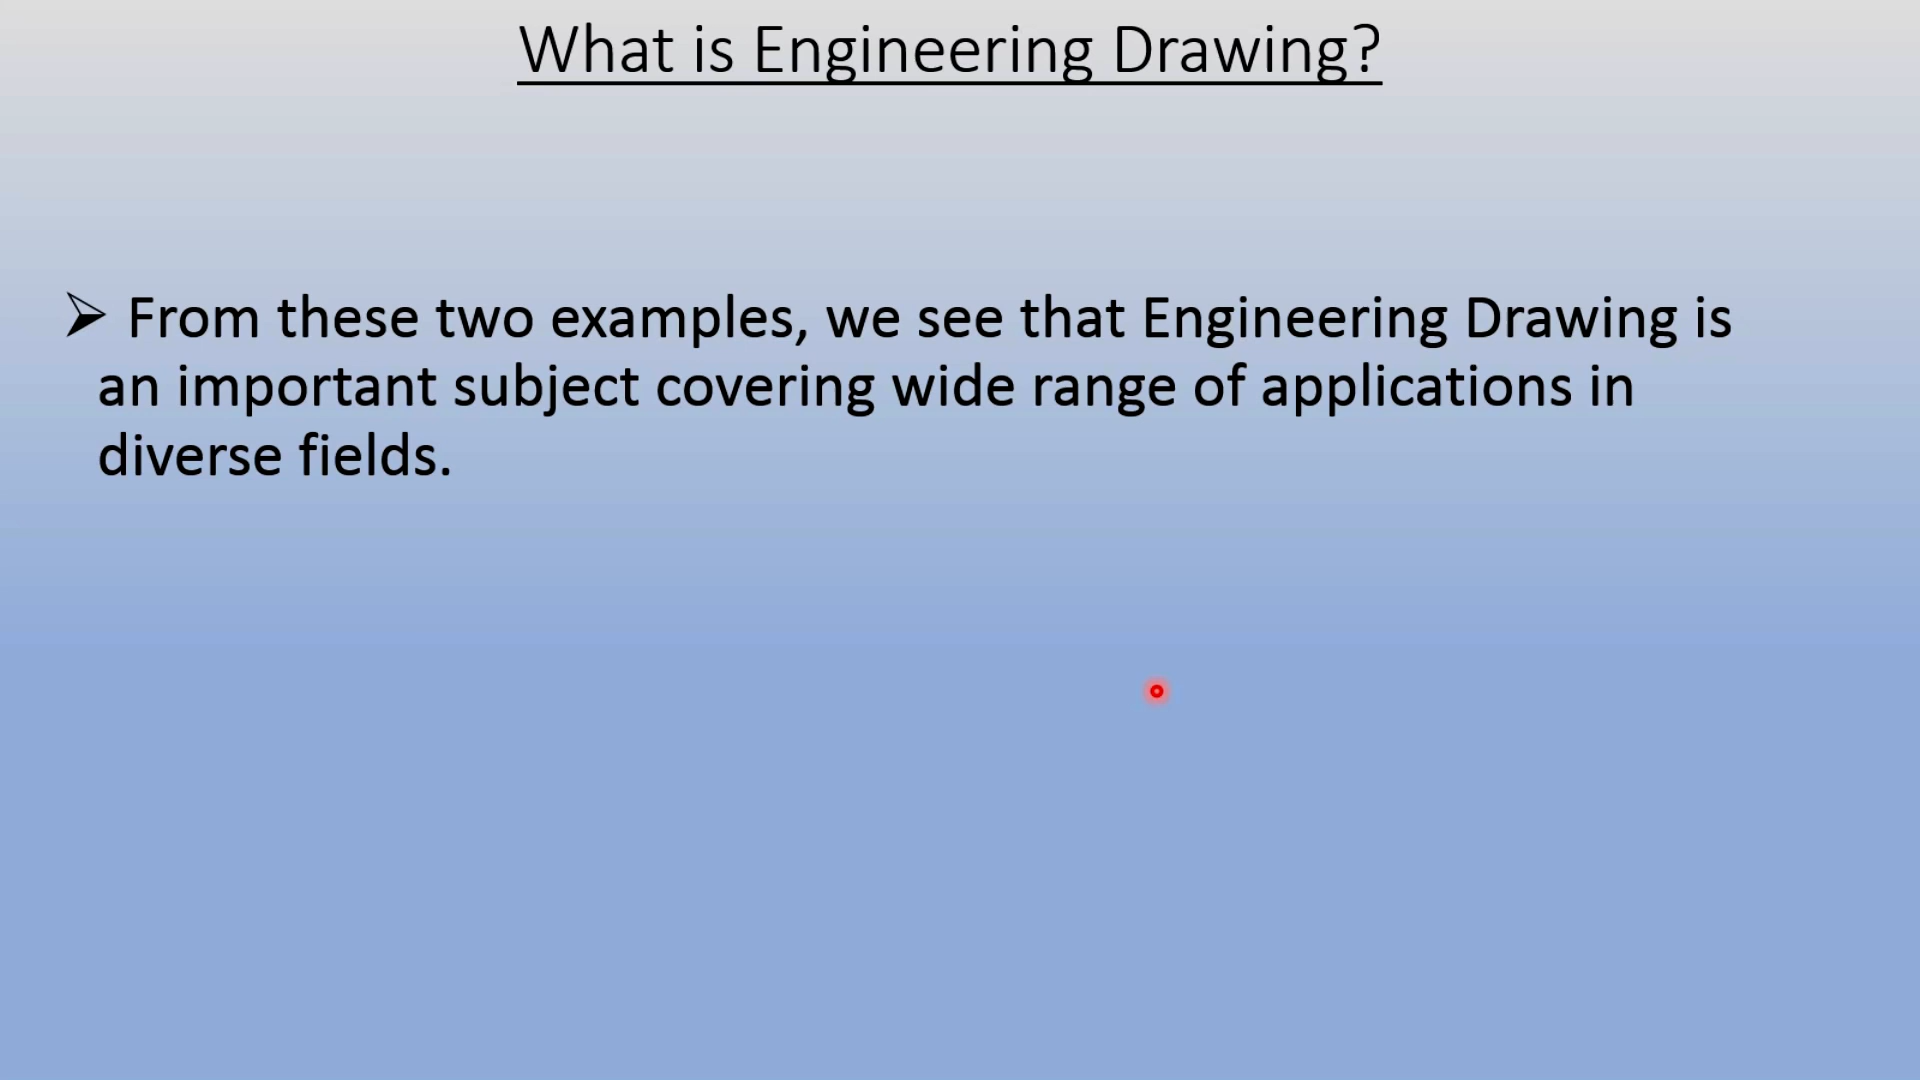 What is Engineering Drawing?
➢ From these two examples, we see that Engineering Drawing is
an important subject covering wide range of applications in
diverse fields.